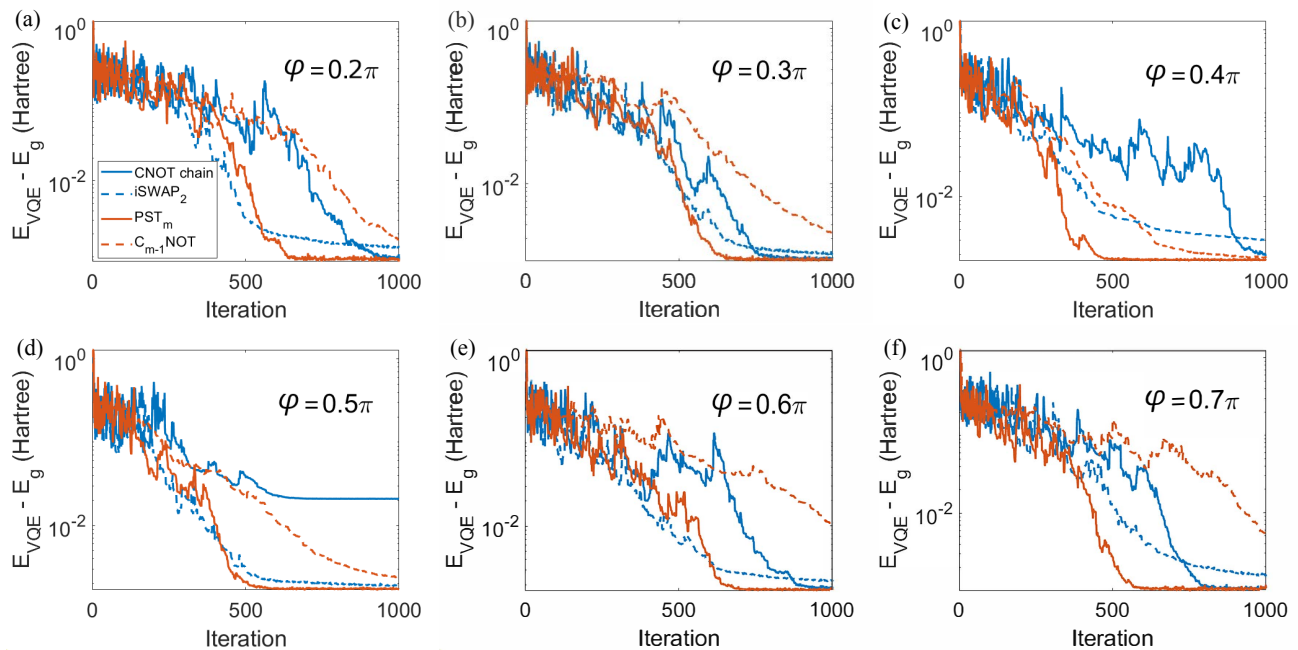 (a)
10^0
φ = 0.2π
E_VQE - E_g (Hartree)
10^-2
CNOT chain
iSWAP_2
PST_m
C_m-1NOT
0 500 1000
Iteration
(b)
10^0
φ = 0.3π
E_VQE - E_g (Hartree)
10^-2
0 500 1000
Iteration
(c)
10^0
φ = 0.4π
E_VQE - E_g (Hartree)
10^-2
0 500 1000
Iteration
(d)
10^0
φ = 0.5π
E_VQE - E_g (Hartree)
10^-2
0 500 1000
Iteration
(e)
10^0
φ = 0.6π
E_VQE - E_g (Hartree)
10^-2
0 500 1000
Iteration
(f)
10^0
φ = 0.7π
E_VQE - E_g (Hartree)
10^-2
0 500 1000
Iteration